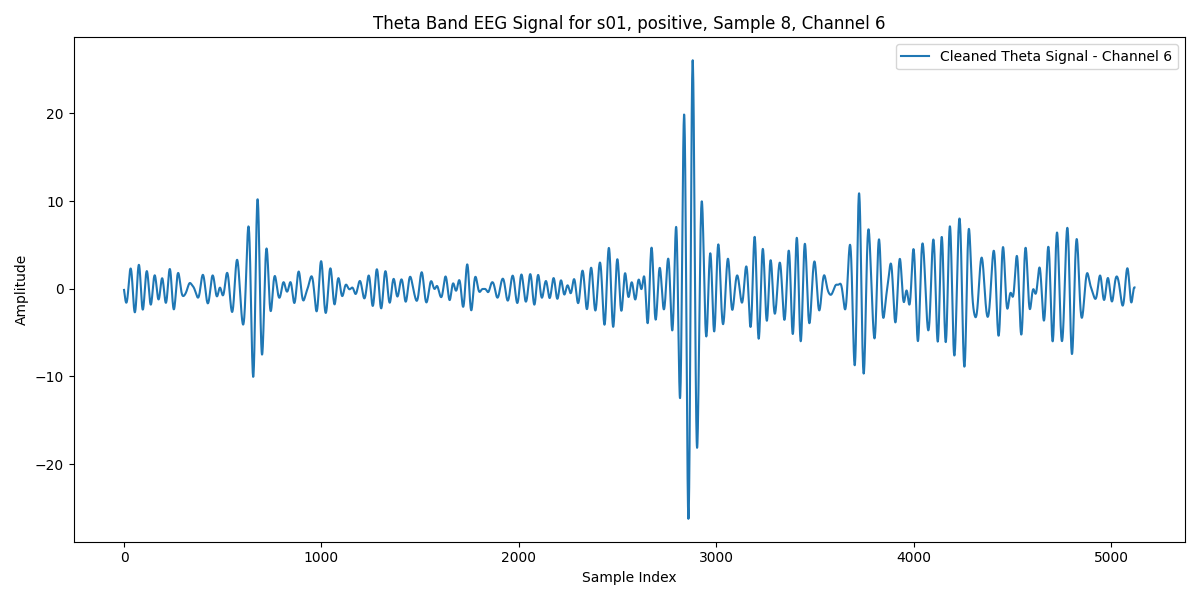 Theta Band EEG Signal for s01, positive, Sample 8, Channel 6
Cleaned Theta Signal - Channel 6
Amplitude
20
10
0
−10
−20
0 1000 2000 3000 4000 5000
Sample Index